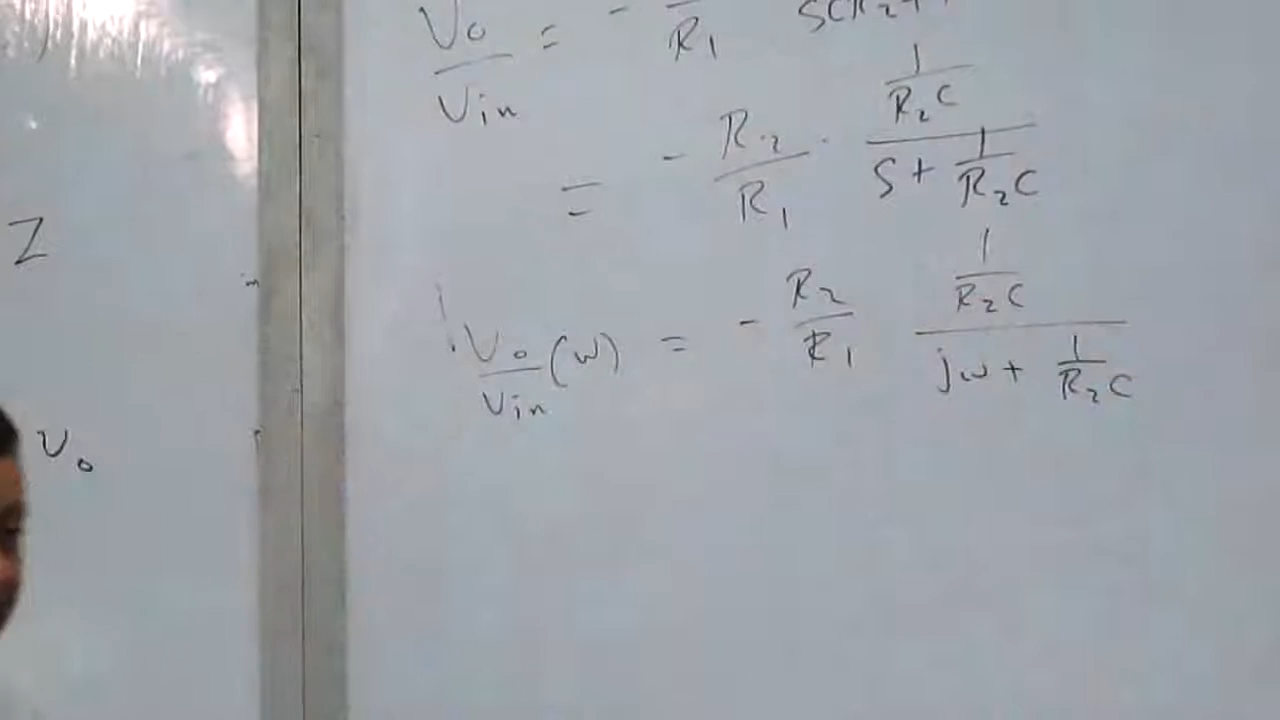 Vo/Vin = - /R1 SCR2+1
= - R2/R1 · (1/R2C)/(S + 1/R2C)
Vo/Vin (w) = - R2/R1 (1/R2C)/(jw + 1/R2C)
Z
Vo